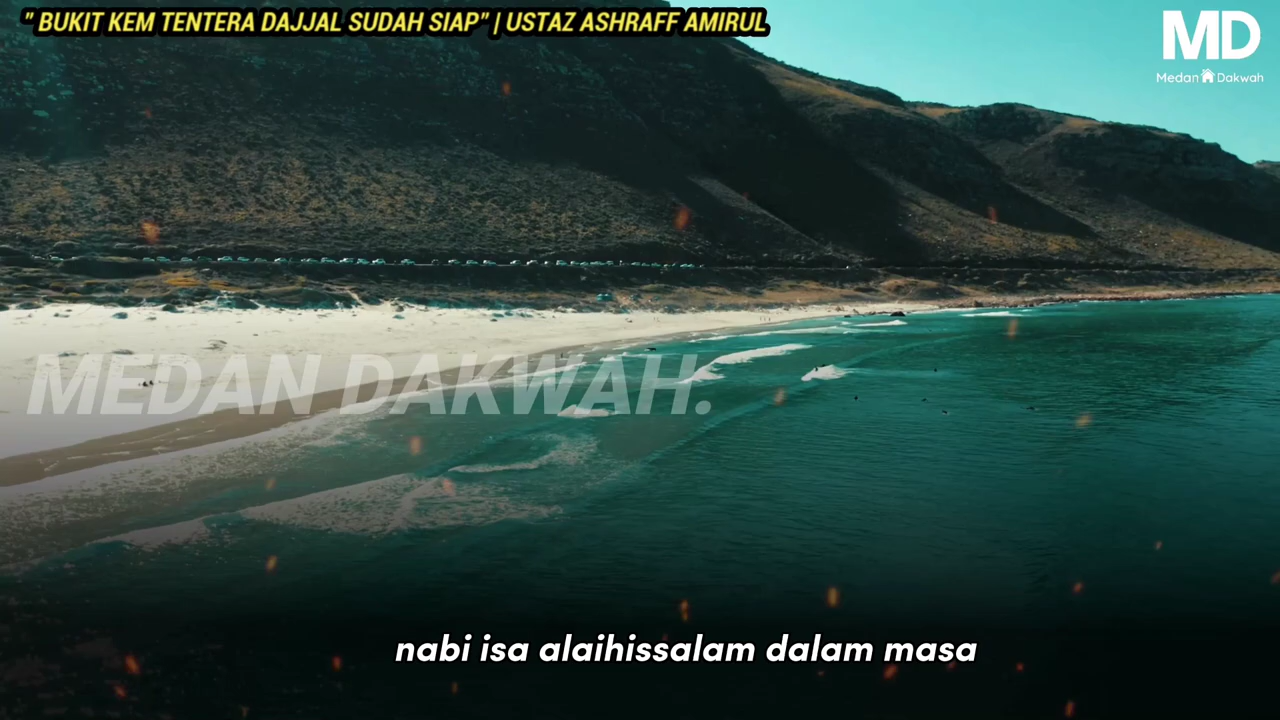 " BUKIT KEM TENTERA DAJJAL SUDAH SIAP" | USTAZ ASHRAFF AMIRUL
MD
Medan Dakwah
MEDAN DAKWAH.
nabi isa alaihissalam dalam masa